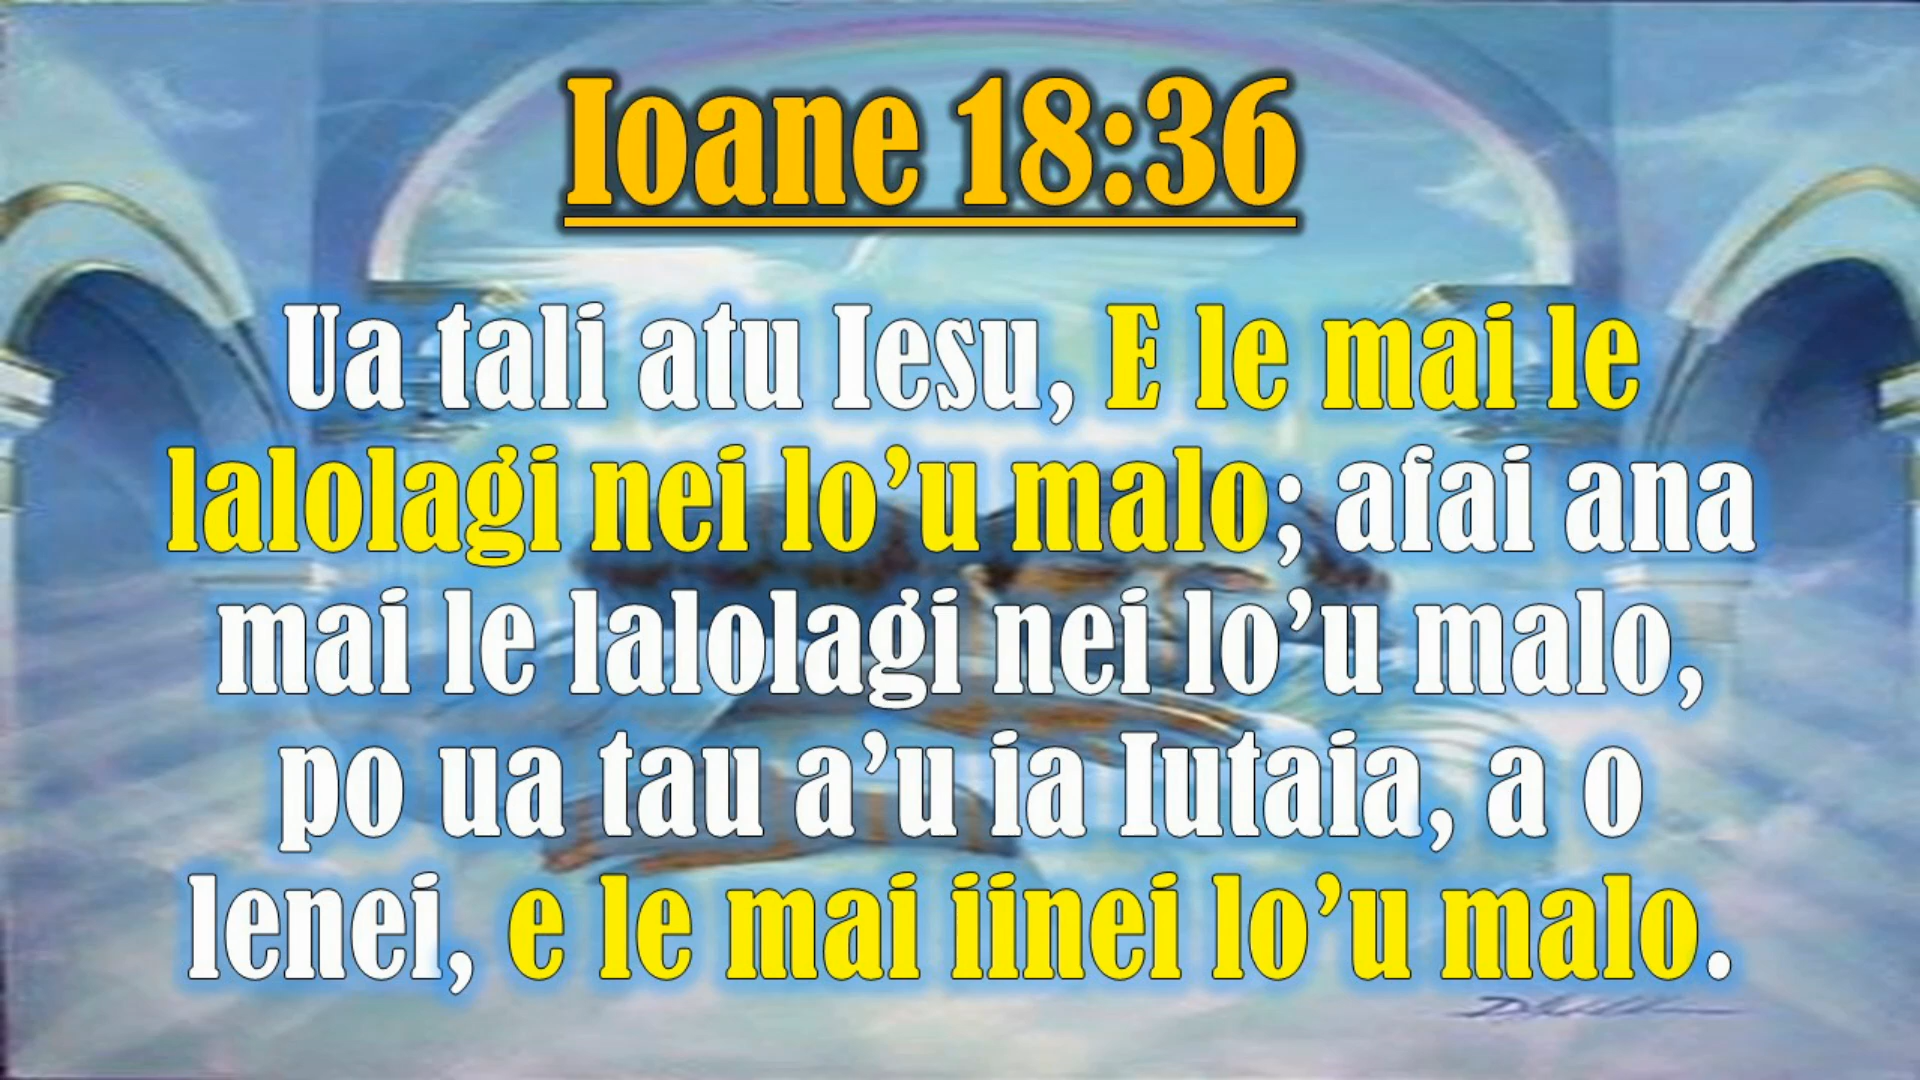 Ioane 18:36
Ua tali atu Iesu, E le mai le
lalolagi nei lo’u malo; afai ana
mai le lalolagi nei lo’u malo,
po ua tau a’u ia Iutaia, a o
lenei, e le mai iinei lo’u malo.